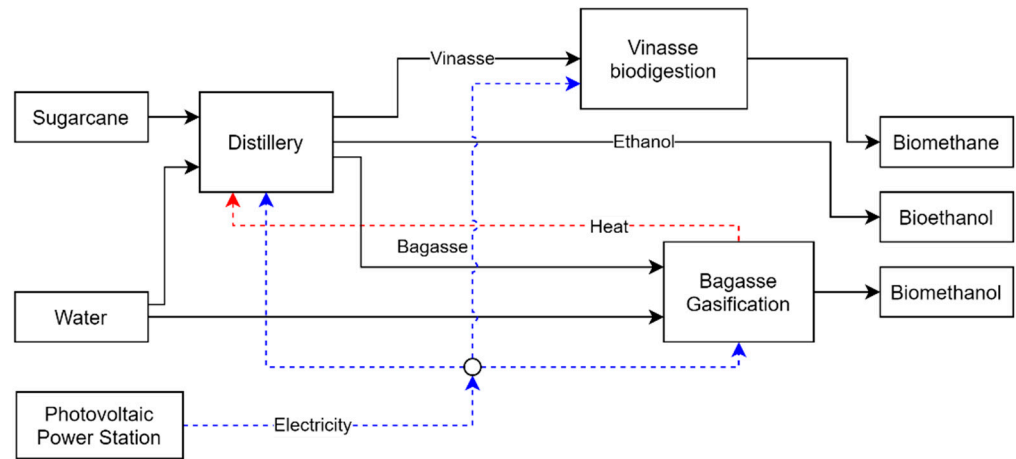 Vinasse
Vinasse
biodigestion
Sugarcane
Distillery
Ethanol
Biomethane
Bioethanol
Heat
Bagasse
Bagasse
Gasification
Biomethanol
Water
Photovoltaic
Power Station
Electricity